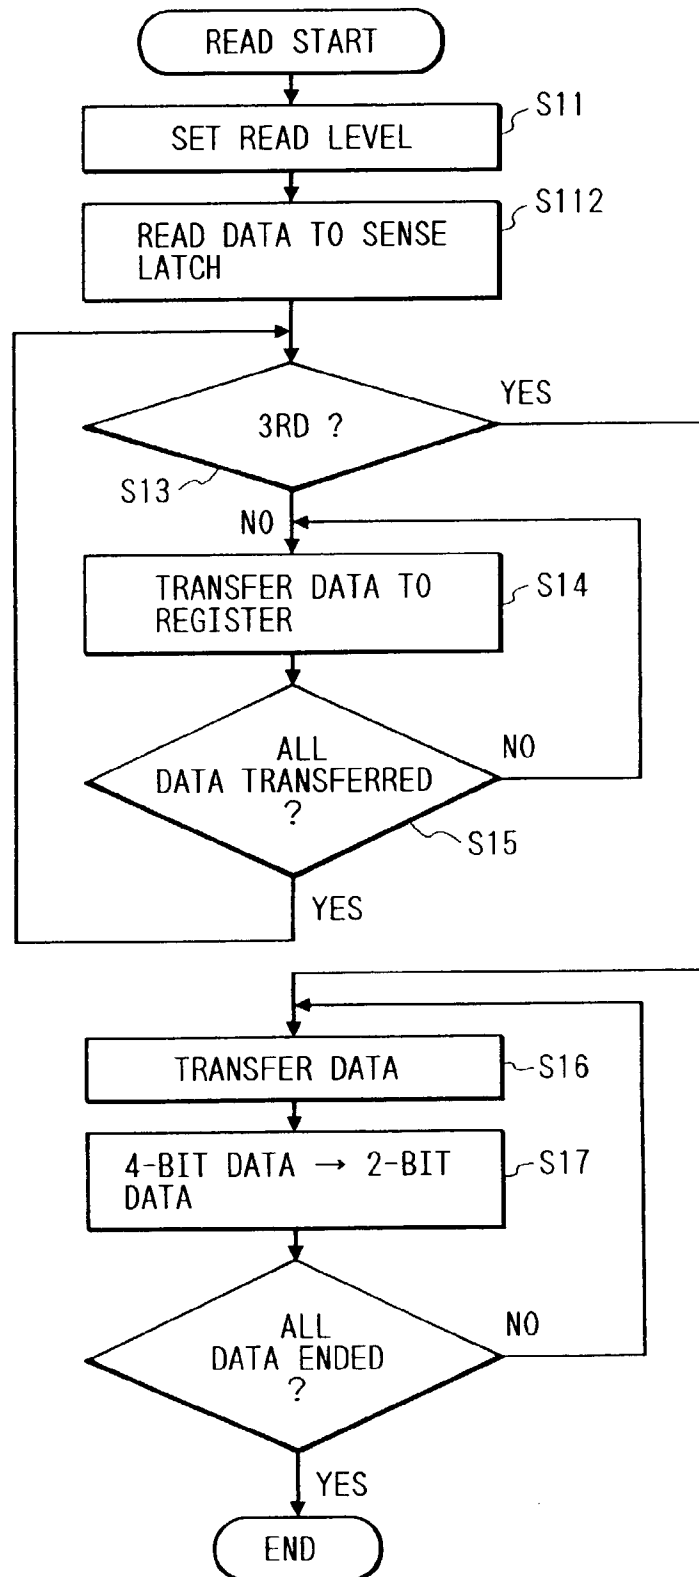 READ START
S11
SET READ LEVEL
S112
READ DATA TO SENSE
LATCH
YES
3RD ?
S13
NO
TRANSFER DATA TO
REGISTER
S14
ALL
DATA TRANSFERRED
?
NO
S15
YES
TRANSFER DATA
S16
4-BIT DATA → 2-BIT
DATA
S17
ALL
DATA ENDED
?
NO
YES
END